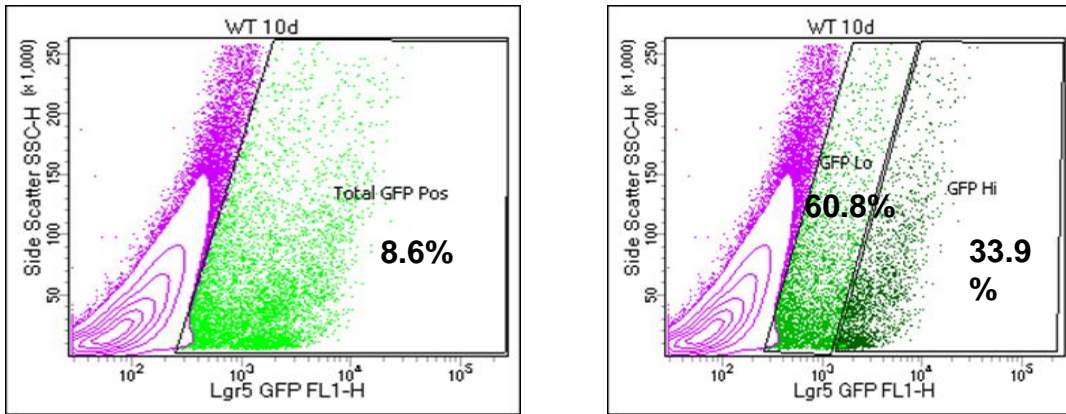 WT 10d
Side Scatter SSC-H (x 1,000)
250
200
150
100
50
Total GFP Pos
8.6%
10²
10³
10⁴
10⁵
Lgr5 GFP FL1-H
WT 10d
Side Scatter SSC-H (x 1,000)
250
200
150
100
50
GFP Lo
60.8%
GFP Hi
33.9
%
10²
10³
10⁴
10⁵
Lgr5 GFP FL1-H